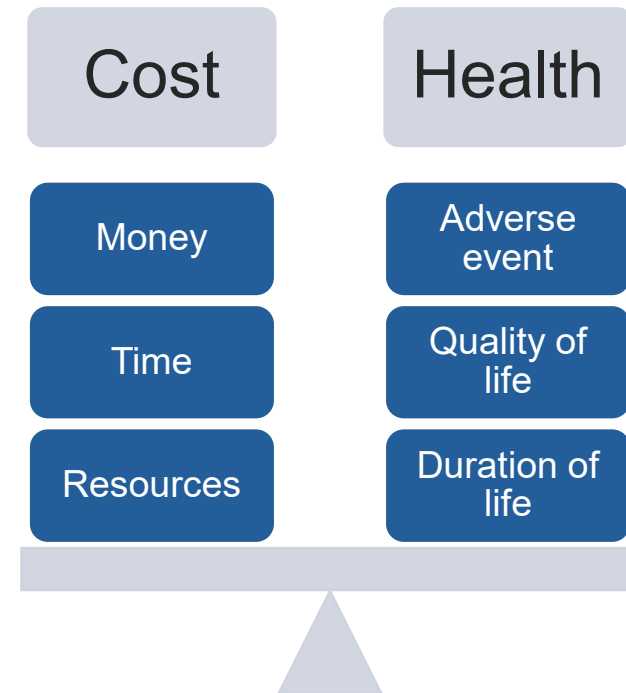 Cost
Money
Time
Resources
Health
Adverse
event
Quality of
life
Duration of
life